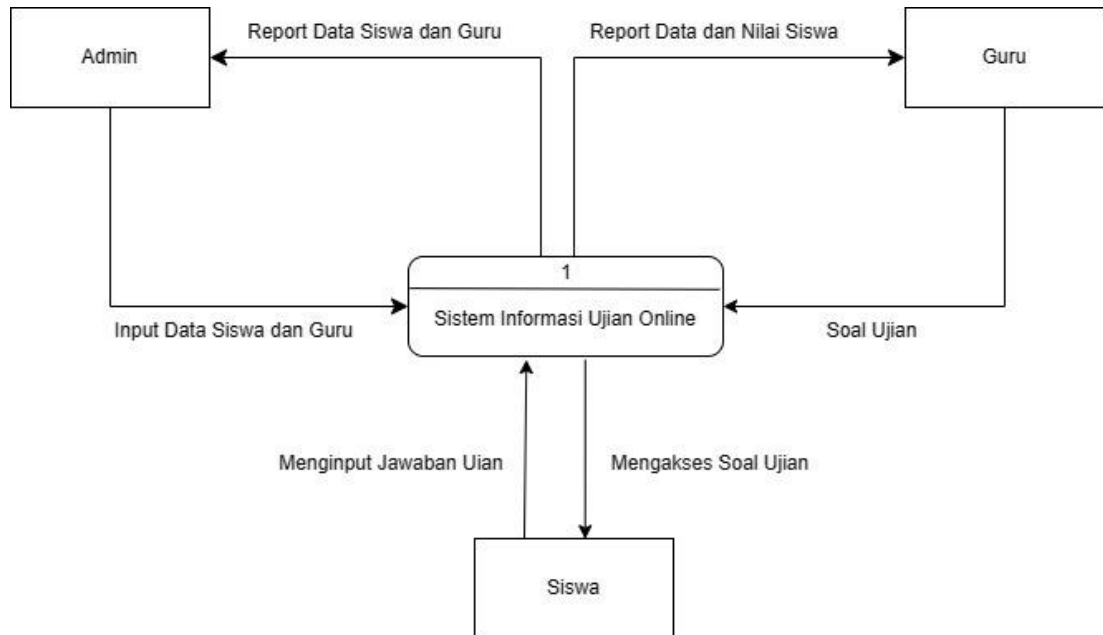 Report Data Siswa dan Guru
Report Data dan Nilai Siswa
Admin
Guru
1
Sistem Informasi Ujian Online
Input Data Siswa dan Guru
Soal Ujian
Menginput Jawaban Uian
Mengakses Soal Ujian
Siswa